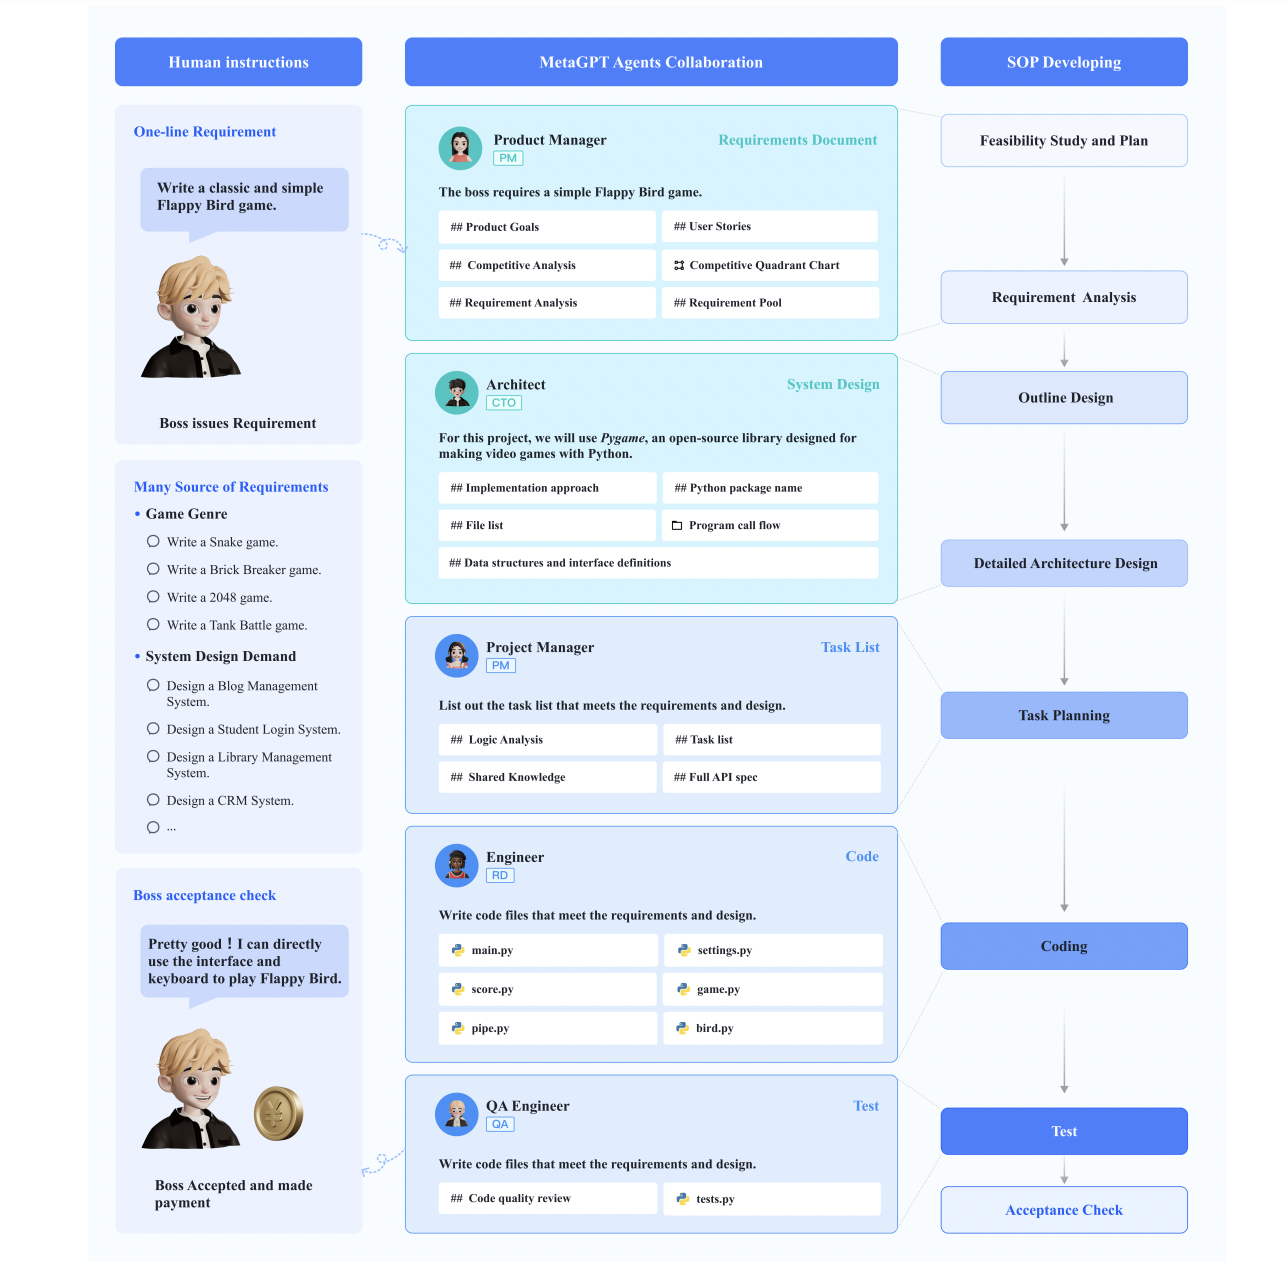 Human instructions
One-line Requirement
Write a classic and simple
Flappy Bird game.
Boss issues Requirement
Many Source of Requirements
• Game Genre
Write a Snake game.
Write a Brick Breaker game.
Write a 2048 game.
Write a Tank Battle game.
• System Design Demand
Design a Blog Management
System.
Design a Student Login System.
Design a Library Management
System.
Design a CRM System.
...
Boss acceptance check
Pretty good！I can directly
use the interface and
keyboard to play Flappy Bird.
¥
Boss Accepted and made
payment
MetaGPT Agents Collaboration
Product Manager
PM
Requirements Document
The boss requires a simple Flappy Bird game.
## Product Goals
## User Stories
## Competitive Analysis
Competitive Quadrant Chart
## Requirement Analysis
## Requirement Pool
Architect
CTO
System Design
For this project, we will use Pygame, an open-source library designed for
making video games with Python.
## Implementation approach
## Python package name
## File list
Program call flow
## Data structures and interface definitions
Project Manager
PM
Task List
List out the task list that meets the requirements and design.
## Logic Analysis
## Task list
## Shared Knowledge
## Full API spec
Engineer
RD
Code
Write code files that meet the requirements and design.
main.py
settings.py
score.py
game.py
pipe.py
bird.py
QA Engineer
QA
Test
Write code files that meet the requirements and design.
## Code quality review
tests.py
SOP Developing
Feasibility Study and Plan
Requirement Analysis
Outline Design
Detailed Architecture Design
Task Planning
Coding
Test
Acceptance Check